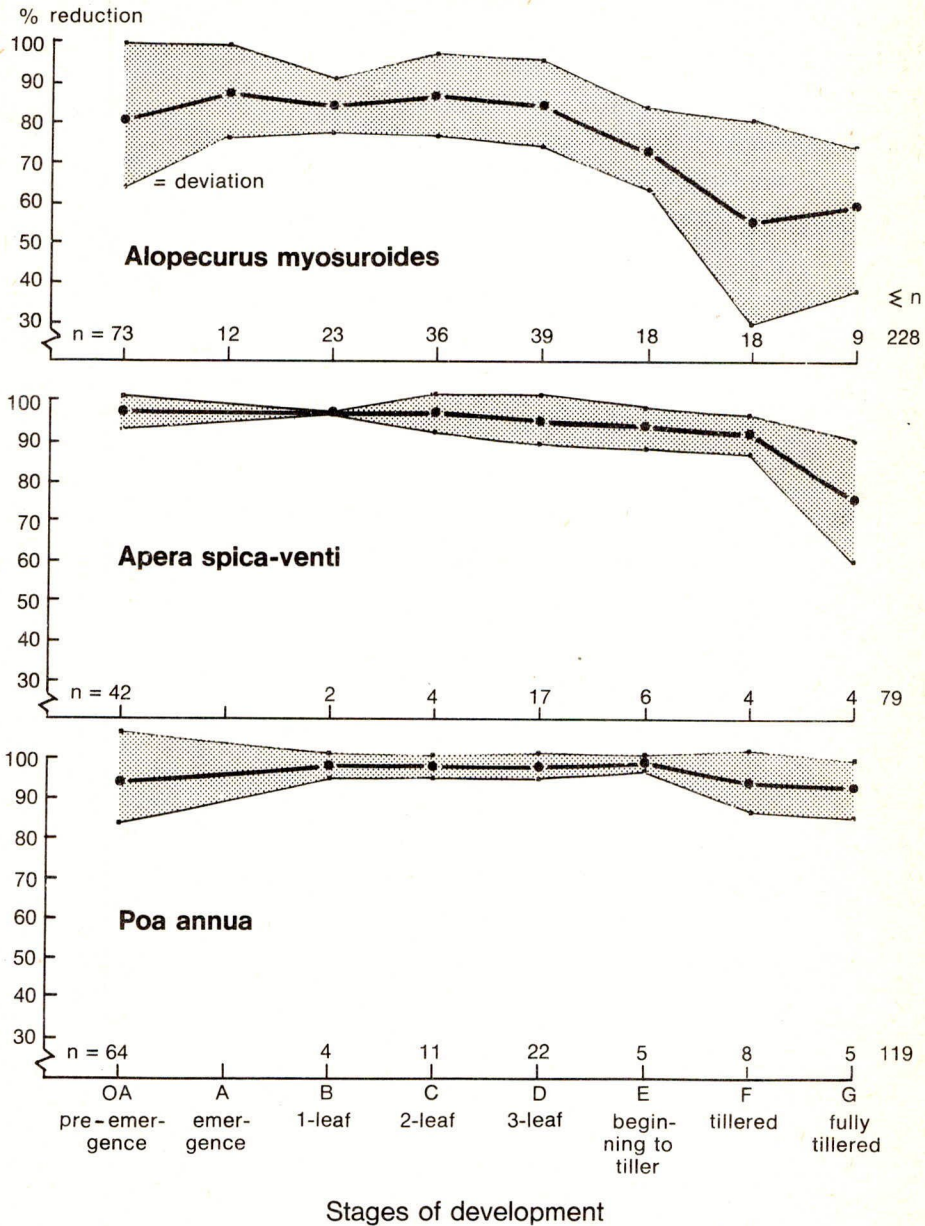 % reduction
100
90
80
70
60
50
40
30
= deviation
Alopecurus myosuroides
≶ n
n = 73 12 23 36 39 18 18 9 228
100
90
80
70
60
50
40
30
Apera spica-venti
n = 42 2 4 17 6 4 4 79
100
90
80
70
60
50
40
30
Poa annua
n = 64 4 11 22 5 8 5 119
OA A B C D E F G
pre-emer- emer- 1-leaf 2-leaf 3-leaf begin- tillered fully
gence gence ning to tillered
tiller
Stages of development